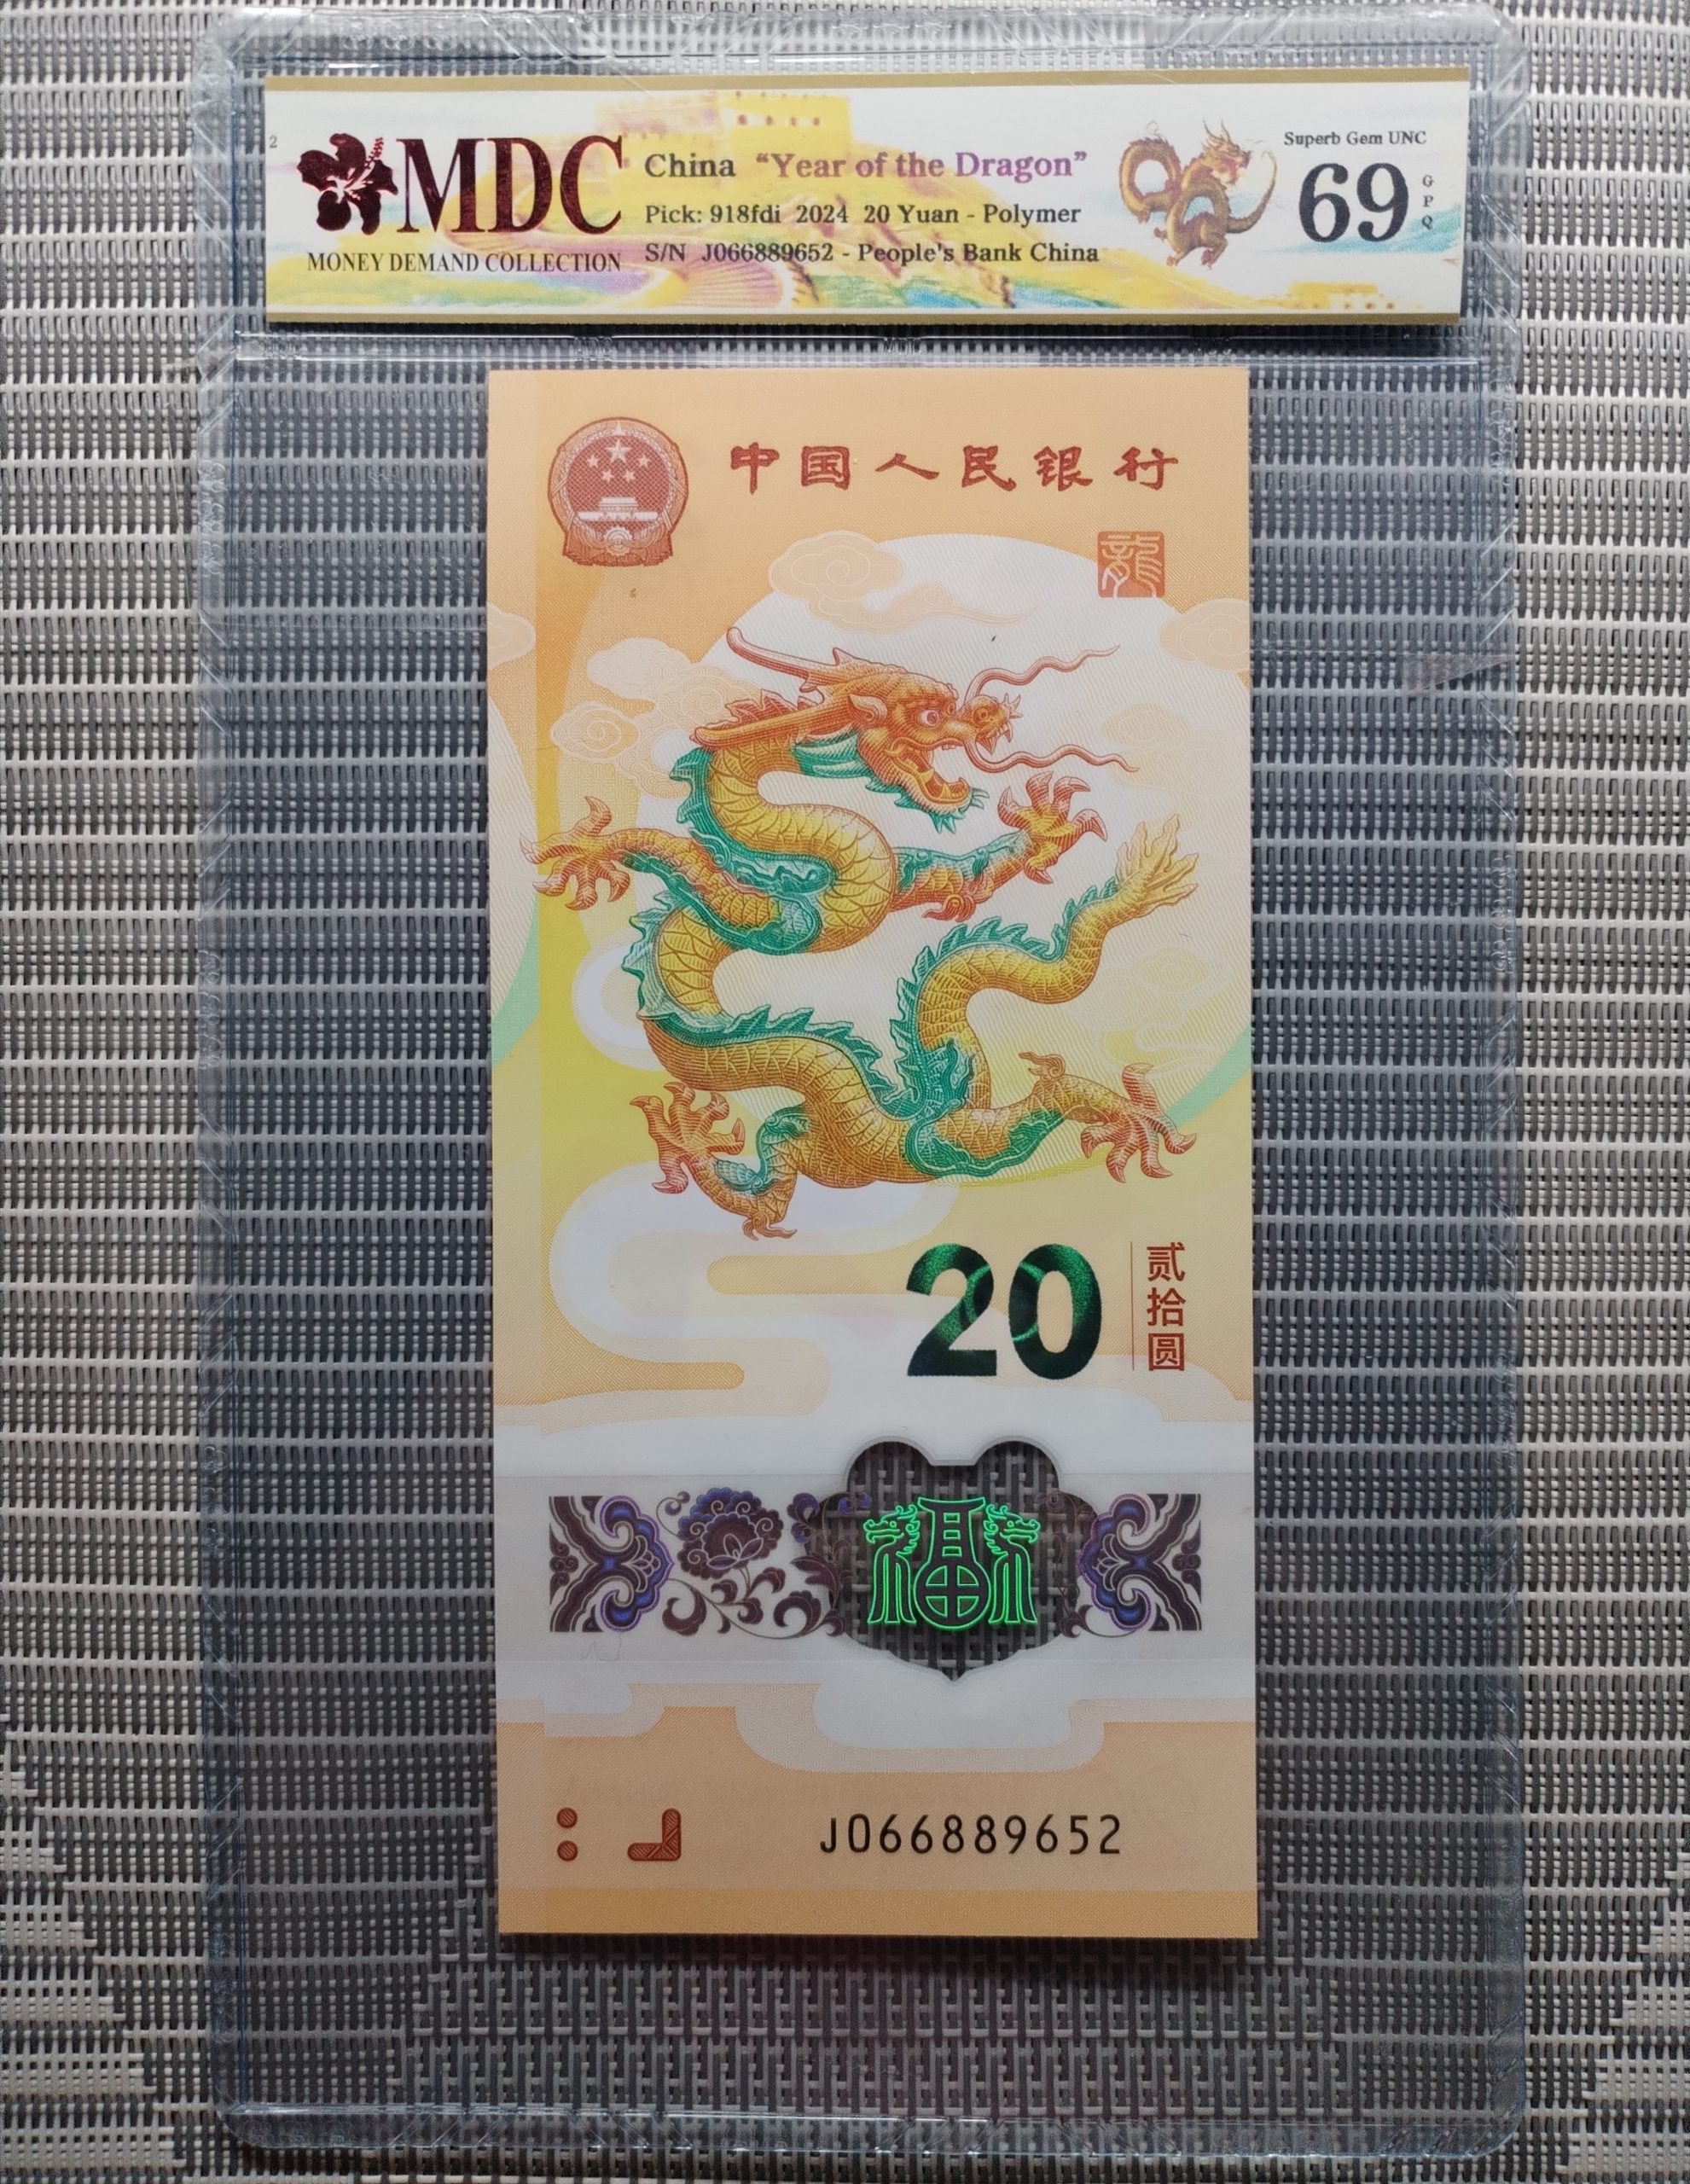 2
MDC
MONEY DEMAND COLLECTION
China “Year of the Dragon”
Pick: 918fdi 2024 20 Yuan - Polymer
S/N J066889652 - People's Bank China
Superb Gem UNC
69
GPQ
中国人民银行
龍
20
贰拾圆
福
J066889652